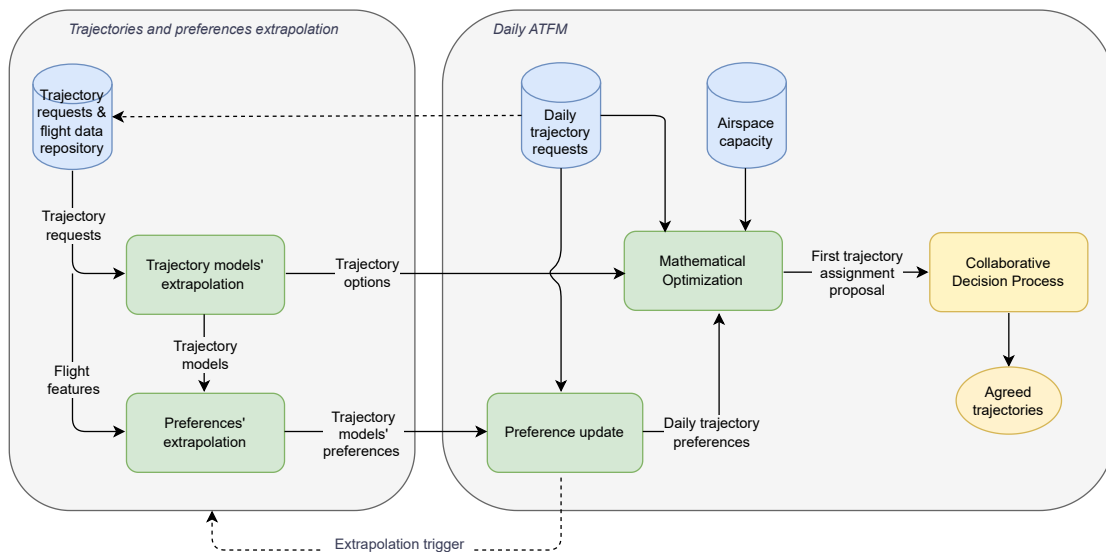 Trajectories and preferences extrapolation
Daily ATFM
Trajectory
requests &
flight data
repository
Daily
trajectory
requests
Airspace
capacity
Trajectory
requests
Trajectory models'
extrapolation
Trajectory
options
Mathematical
Optimization
First trajectory
assignment
proposal
Collaborative
Decision Process
Trajectory
models
Flight
features
Preferences'
extrapolation
Trajectory
models'
preferences
Preference update
Daily trajectory
preferences
Agreed
trajectories
Extrapolation trigger